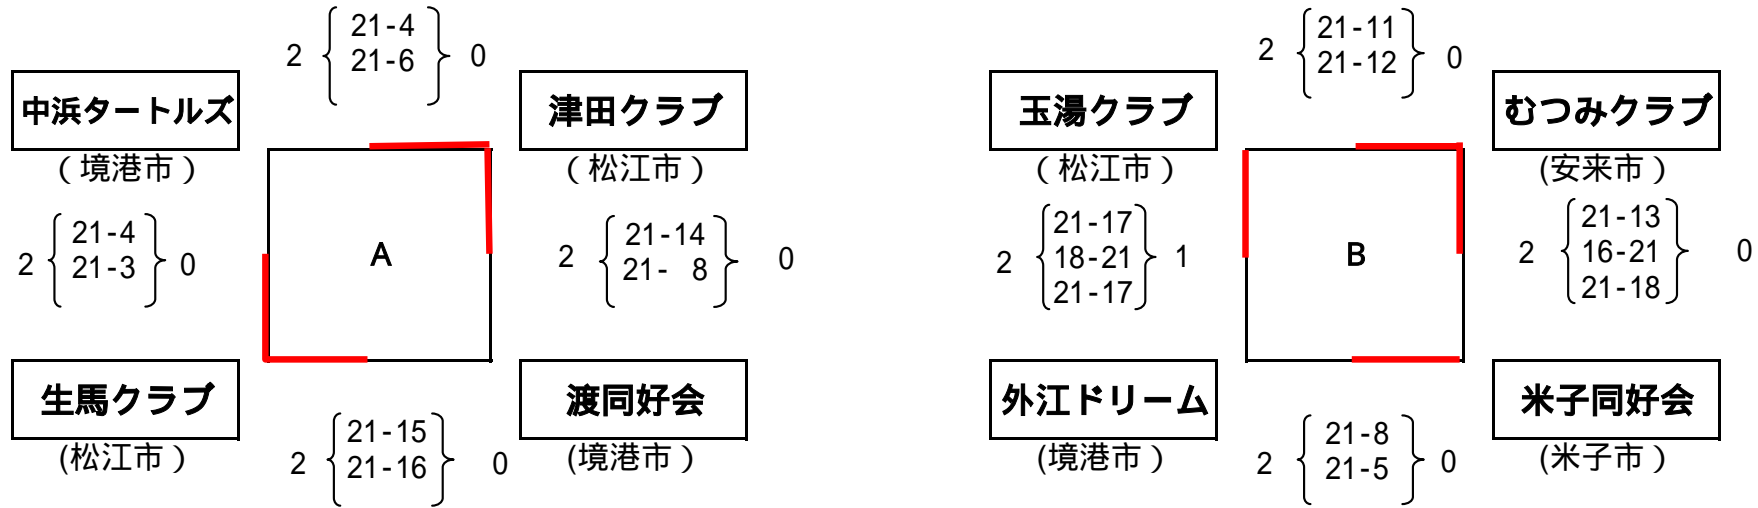 21-4
2 21-6 0
中浜タートルズ
(境港市)
津田クラブ
(松江市)
21-4
2 21-3 0
A
21-14
2 21- 8 0
生馬クラブ
(松江市)
渡同好会
(境港市)
21-15
2 21-16 0
21-11
2 21-12 0
玉湯クラブ
(松江市)
むつみクラブ
(安来市)
21-17
2 18-21 1
21-17
B
21-13
2 16-21 0
21-18
外江ドリーム
(境港市)
米子同好会
(米子市)
21-8
2 21-5 0